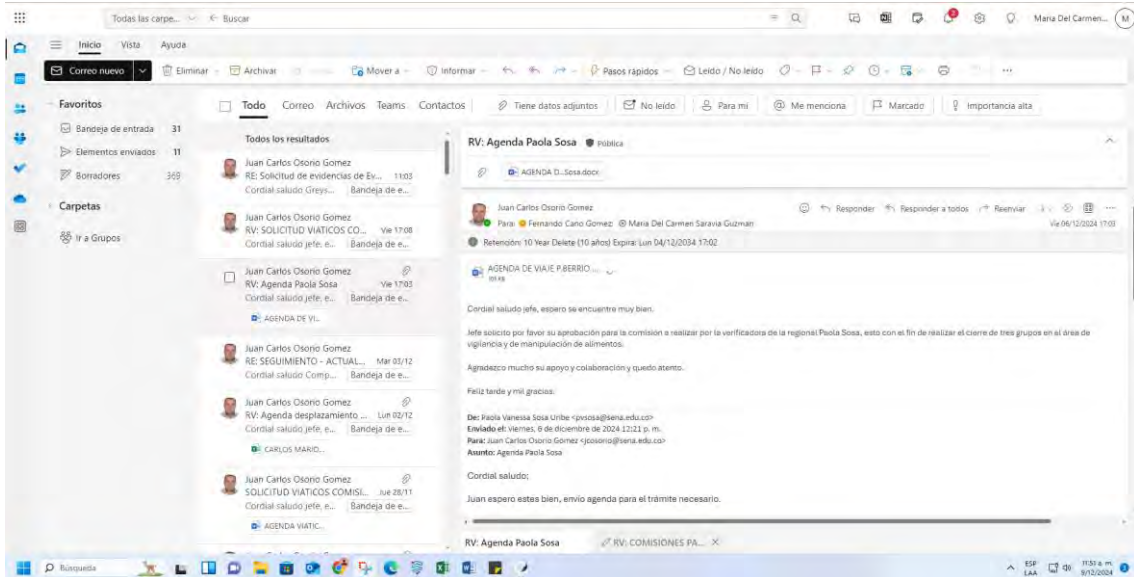 Todas las carpe...
Buscar
Maria Del Carmen...
M
Inicio Vista Ayuda
Correo nuevo
Eliminar
Archivar
Mover a
Informar
Pasos rápidos
Leído / No leído
Favoritos
Bandeja de entrada 31
Elementos enviados 11
Borradores 369
Carpetas
Ir a Grupos
Todo Correo Archivos Teams Contactos
Tiene datos adjuntos
No leído
Para mí
Me menciona
Marcado
Importancia alta
Todos los resultados
Juan Carlos Osorio Gomez
RE: Solicitud de evidencias de Ev... 11:03
Cordial saludo Greys... Bandeja de e...
Juan Carlos Osorio Gomez
RV: SOLICITUD VIATICOS CO... Vie 17:08
Cordial saludo jefe, e... Bandeja de e...
Juan Carlos Osorio Gomez
RV: Agenda Paola Sosa Vie 17:03
Cordial saludo jefe, e... Bandeja de e...
AGENDA DE VI...
Juan Carlos Osorio Gomez
RE: SEGUIMIENTO - ACTUAL... Mar 03/12
Cordial saludo Comp... Bandeja de e...
Juan Carlos Osorio Gomez
RV: Agenda desplazamiento ... Lun 02/12
Cordial saludo jefe, e... Bandeja de e...
CARLOS MARIO...
Juan Carlos Osorio Gomez
SOLICITUD VIATICOS COMISI... Jue 28/11
Cordial saludo jefe, e... Bandeja de e...
AGENDA VIATIC...
RV: Agenda Paola Sosa Pública
AGENDA D...Sosa.docx
Juan Carlos Osorio Gomez
Responder Responder a todos Reenviar
Para: Fernando Cano Gomez; Maria Del Carmen Saravia Guzman
Vie 06/12/2024 17:03
Retención: 10 Year Delete (10 años) Expira: Lun 04/12/2034 17:02
AGENDA DE VIAJE P.BERRIO ...
Cordial saludo jefe, espero se encuentre muy bien.
Jefe solicito por favor su aprobación para la comisión a realizar por la verificadora de la regional Paola Sosa, esto con el fin de realizar el cierre de tres grupos en el área de
vigilancia y de manipulación de alimentos.
Agradezco mucho su apoyo y colaboración y quedo atento.
Feliz tarde y mil gracias.
De: Paola Vanessa Sosa Uribe <pvsosa@sena.edu.co>
Enviado el: viernes, 6 de diciembre de 2024 12:21 p. m.
Para: Juan Carlos Osorio Gomez <jcosorio@sena.edu.co>
Asunto: Agenda Paola Sosa
Cordial saludo;
Juan espero estes bien, envio agenda para el trámite necesario.
RV: Agenda Paola Sosa
RV: COMISIONES PA...
Búsqueda
ESP
LAA
11:51 a. m.
9/12/2024